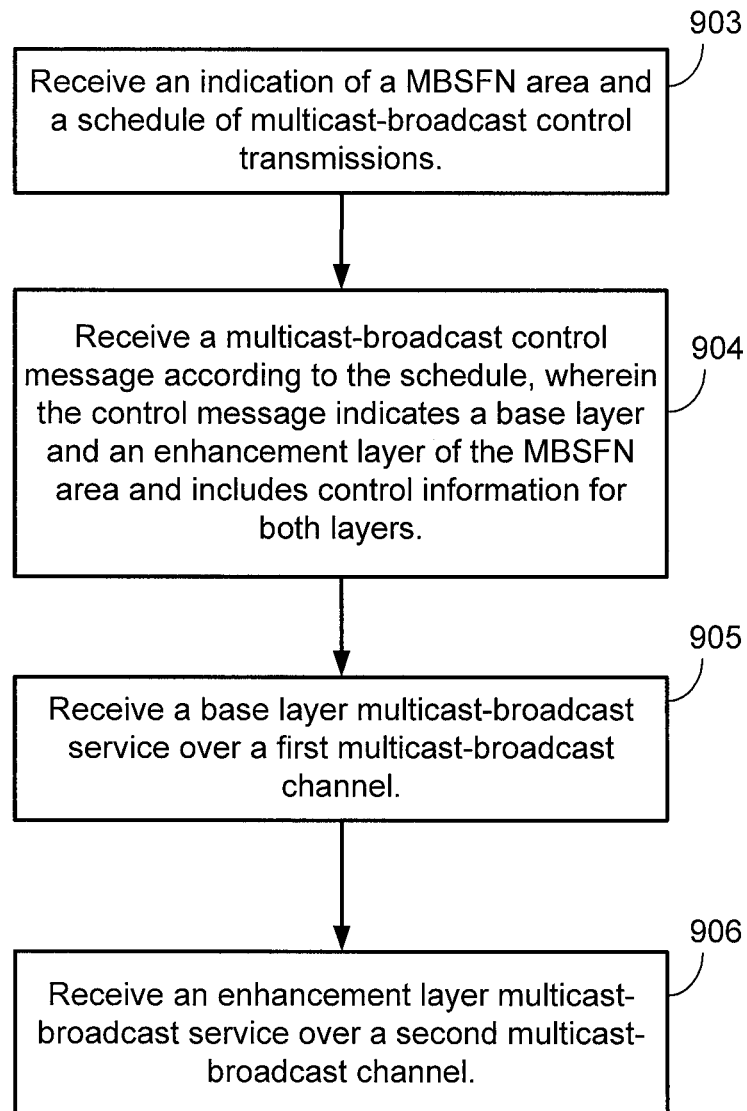 903
Receive an indication of a MBSFN area and
a schedule of multicast-broadcast control
transmissions.
904
Receive a multicast-broadcast control
message according to the schedule, wherein
the control message indicates a base layer
and an enhancement layer of the MBSFN
area and includes control information for
both layers.
905
Receive a base layer multicast-broadcast
service over a first multicast-broadcast
channel.
906
Receive an enhancement layer multicast-
broadcast service over a second multicast-
broadcast channel.